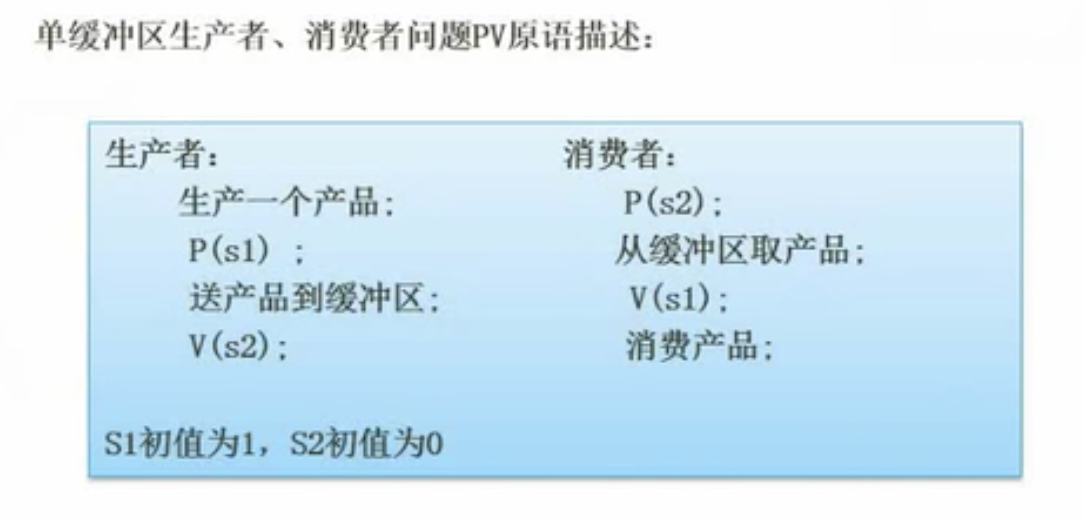 单缓冲区生产者、消费者问题PV原语描述：
生产者：
生产一个产品;
P(s1) ;
送产品到缓冲区;
V(s2);
消费者：
P(s2);
从缓冲区取产品;
V(s1);
消费产品;
S1初值为1，S2初值为0